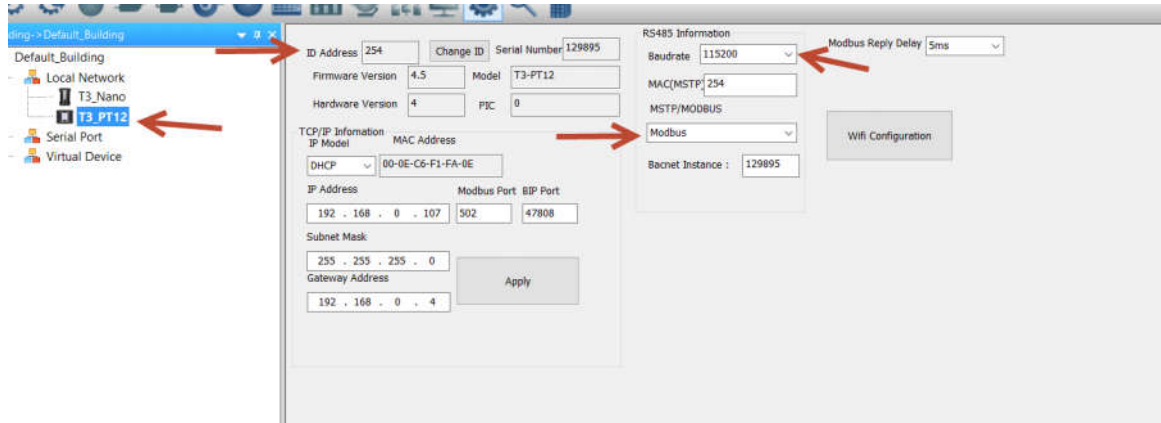 ding->Default_Building
Default_Building
Local Network
T3_Nano
T3_PT12
Serial Port
Virtual Device
ID Address 254 Change ID Serial Number 129895
Firmware Version 4.5 Model T3-PT12
Hardware Version 4 PIC 0
TCP/IP Infomation
IP Model MAC Address
DHCP 00-0E-C6-F1-FA-0E
IP Address Modbus Port BIP Port
192 . 168 . 0 . 107 502 47808
Subnet Mask
255 . 255 . 255 . 0
Gateway Address
192 . 168 . 0 . 4
Apply
RS485 Information
Baudrate 115200
MAC(MSTP) 254
MSTP/MODBUS
Modbus
Bacnet Instance : 129895
Modbus Reply Delay 5ms
Wifi Configuration